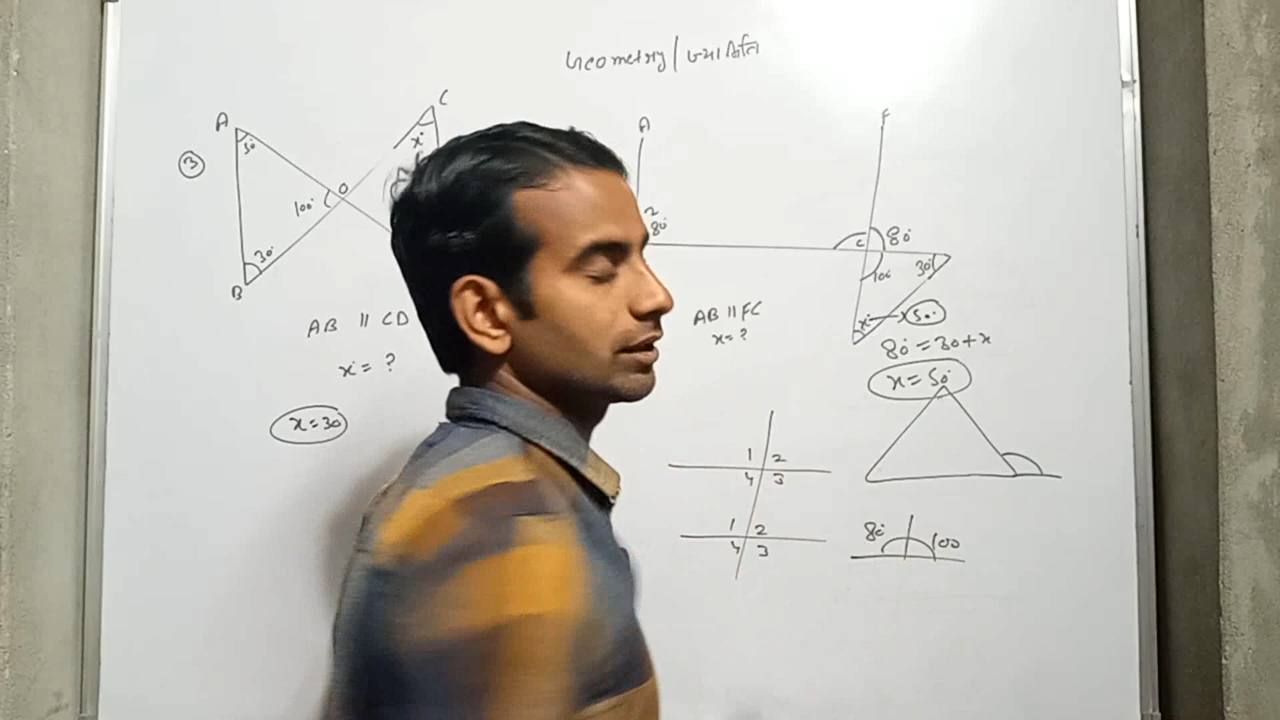 Geometry / ज्यामिति
③
A
50°
100°
O
30°
B
C
x°
AB || CD
x° = ?
x = 30
A
2
80°
F
C
80°
100
30°
x°
50°
AB || FC
x = ?
80° = 30 + x
x = 50°
1 2
4 3
1 2
4 3
80° 100